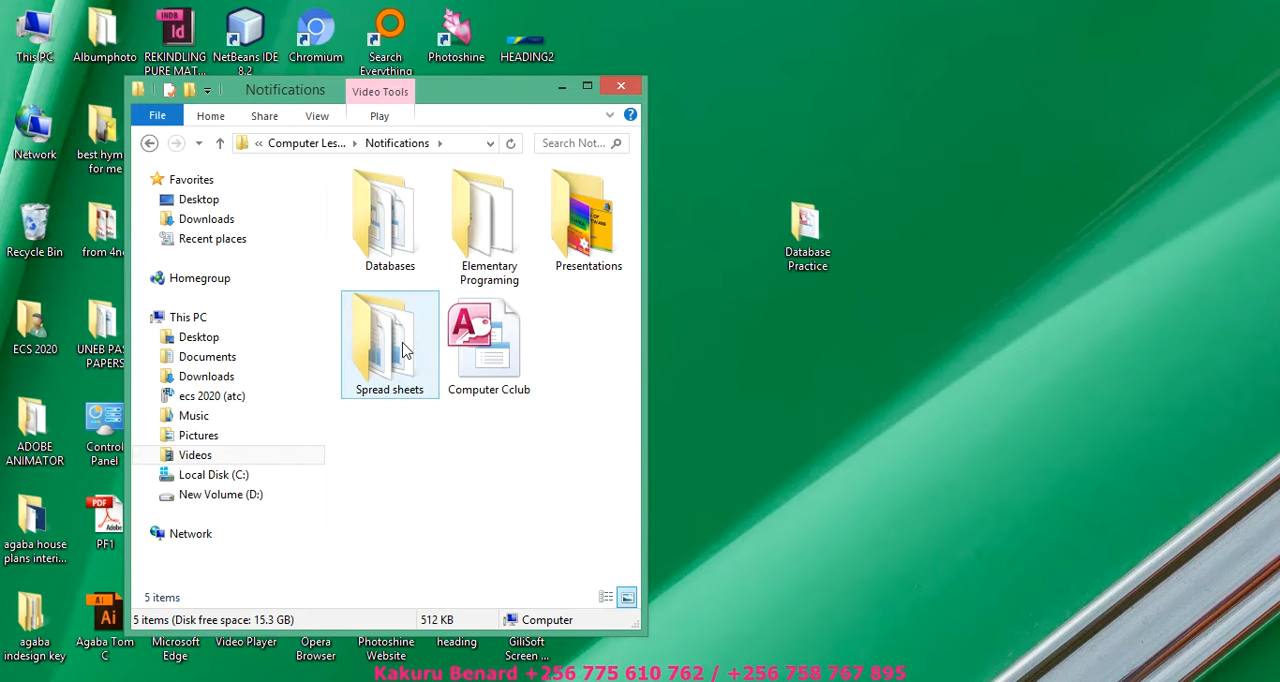 This PC
Albumphoto
REKINDLING
PURE MAT...
NetBeans IDE
8.2
Chromium
Search
Everything
Photoshine
HEADING2
Notifications
Video Tools
File
Home
Share
View
Play
« Computer Les... ▸ Notifications ▸
Search Not...
Network
best hym
for me
Recycle Bin
from 4n
ECS 2020
UNEB PA
PAPERS
ADOBE
ANIMATOR
Control
Panel
agaba house
plans interi...
PF1
agaba
indesign key
Agaba Tom
C
Microsoft
Edge
Video Player
Opera
Browser
Photoshine
Website
heading
GiliSoft
Screen ...
Favorites
Desktop
Downloads
Recent places
Homegroup
This PC
Desktop
Documents
Downloads
ecs 2020 (atc)
Music
Pictures
Videos
Local Disk (C:)
New Volume (D:)
Network
Databases
Elementary
Programing
Presentations
Spread sheets
Computer Cclub
5 items
5 items (Disk free space: 15.3 GB)
512 KB
Computer
Database
Practice
Kakuru Benard +256 775 610 762 / +256 758 767 895